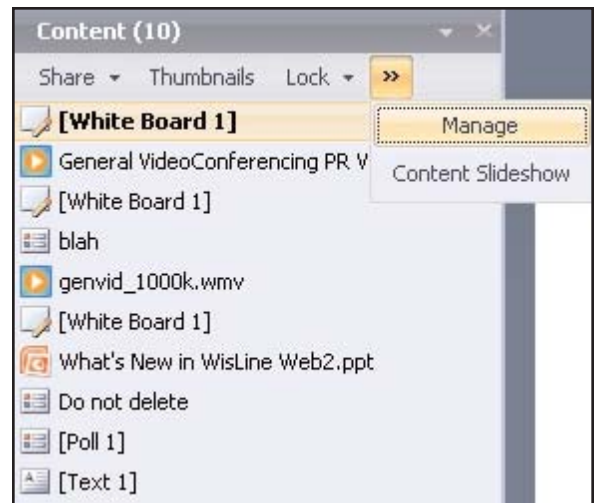 Content (10)
Share Thumbnails Lock »
[White Board 1]
Manage
General VideoConferencing PR V
Content Slideshow
[White Board 1]
blah
genvid_1000k.wmv
[White Board 1]
What's New in WisLine Web2.ppt
Do not delete
[Poll 1]
[Text 1]